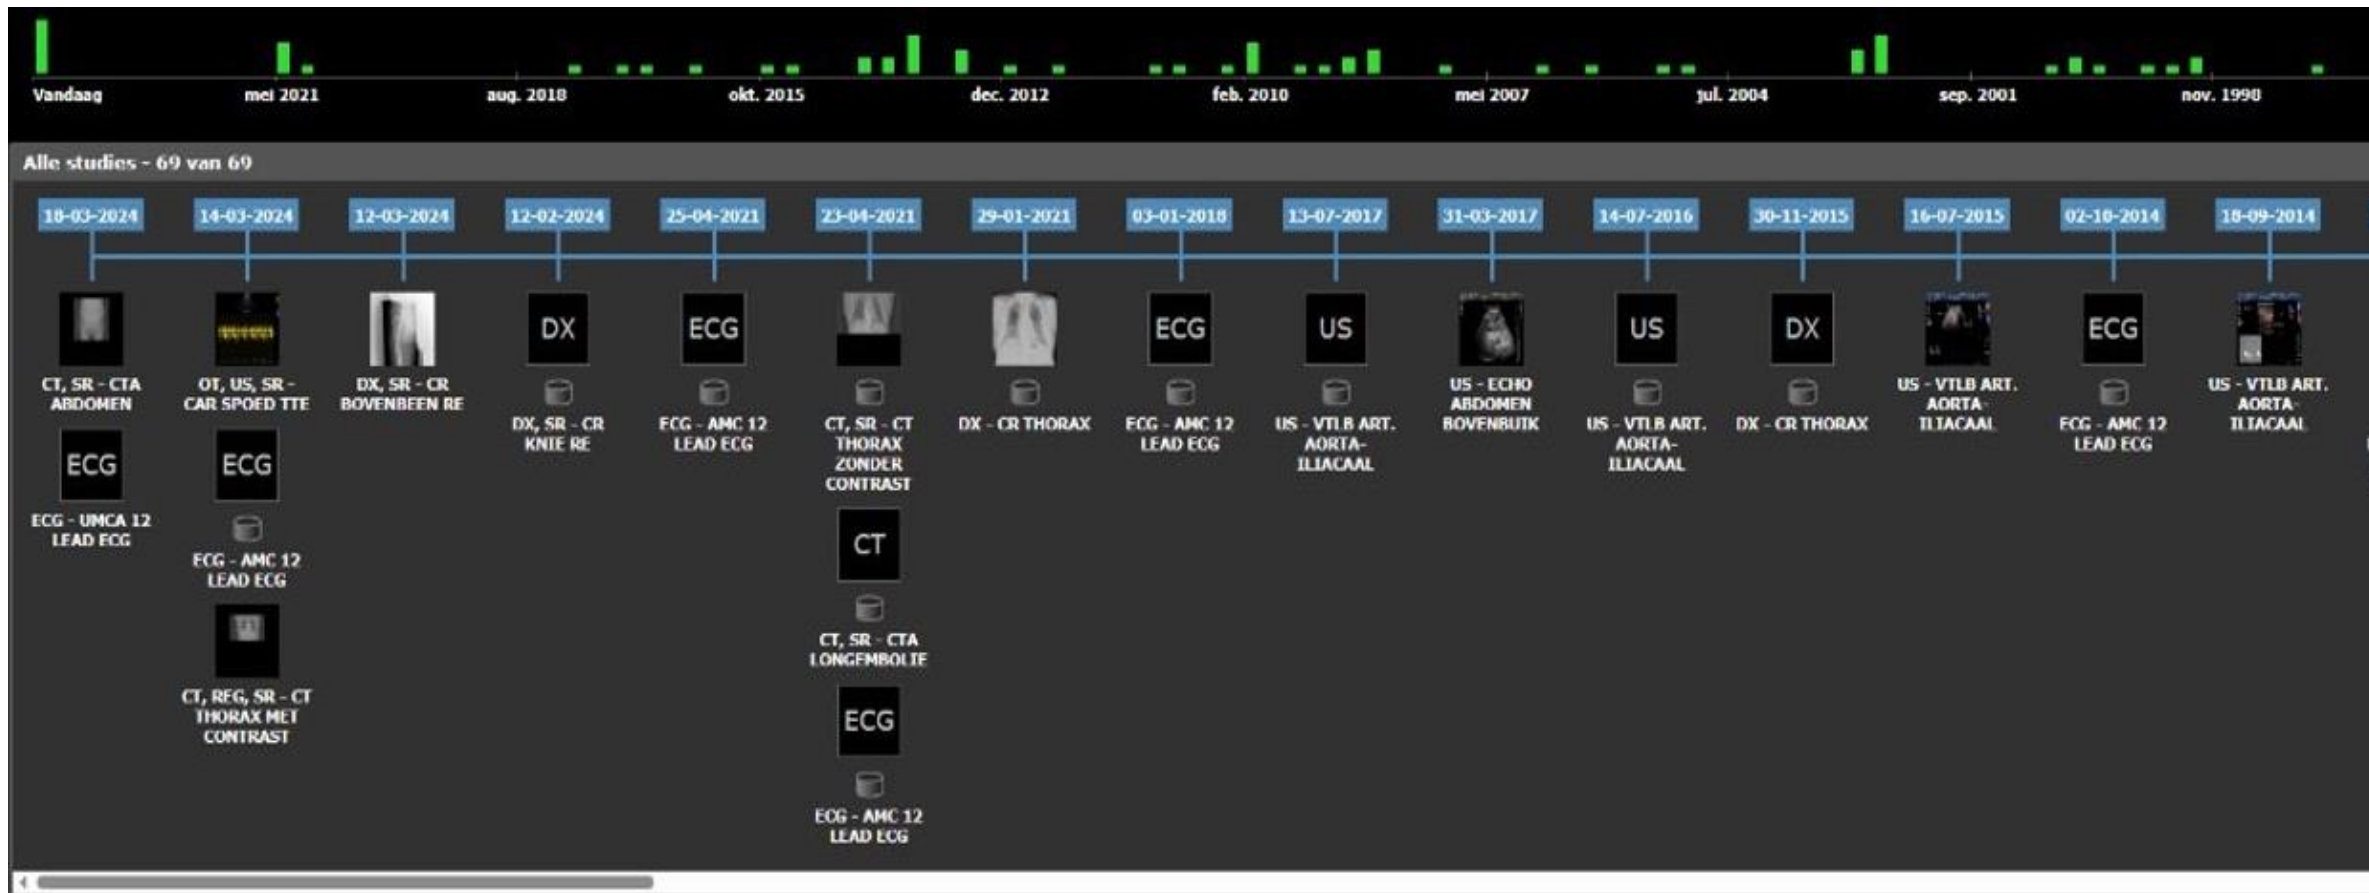 Vandaag
mei 2021
aug. 2018
okt. 2015
dec. 2012
feb. 2010
mei 2007
jul. 2004
sep. 2001
nov. 1998
Alle studies - 69 van 69
18-03-2024
14-03-2024
12-03-2024
12-02-2024
25-04-2021
23-04-2021
29-01-2021
03-01-2018
13-07-2017
31-03-2017
14-07-2016
30-11-2015
16-07-2015
02-10-2014
18-09-2014
CT, SR - CTA
ABDOMEN
ECG
ECG - UMCA 12
LEAD ECG
OT, US, SR -
CAR SPOED TTE
ECG
ECG - AMC 12
LEAD ECG
CT, REG, SR - CT
THORAX MET
CONTRAST
DX, SR - CR
BOVENBEEN RE
DX
DX, SR - CR
KNIE RE
ECG
ECG - AMC 12
LEAD ECG
CT, SR - CT
THORAX
ZONDER
CONTRAST
CT
CT, SR - CTA
LONGEMBOLIE
ECG
ECG - AMC 12
LEAD ECG
DX - CR THORAX
ECG
ECG - AMC 12
LEAD ECG
US
US - VTLB ART.
AORTA-
ILIACAAL
US - ECHO
ABDOMEN
BOVENBUIK
US
US - VTLB ART.
AORTA-
ILIACAAL
DX
DX - CR THORAX
US - VTLB ART.
AORTA-
ILIACAAL
ECG
ECG - AMC 12
LEAD ECG
US - VTLB ART.
AORTA-
ILIACAAL